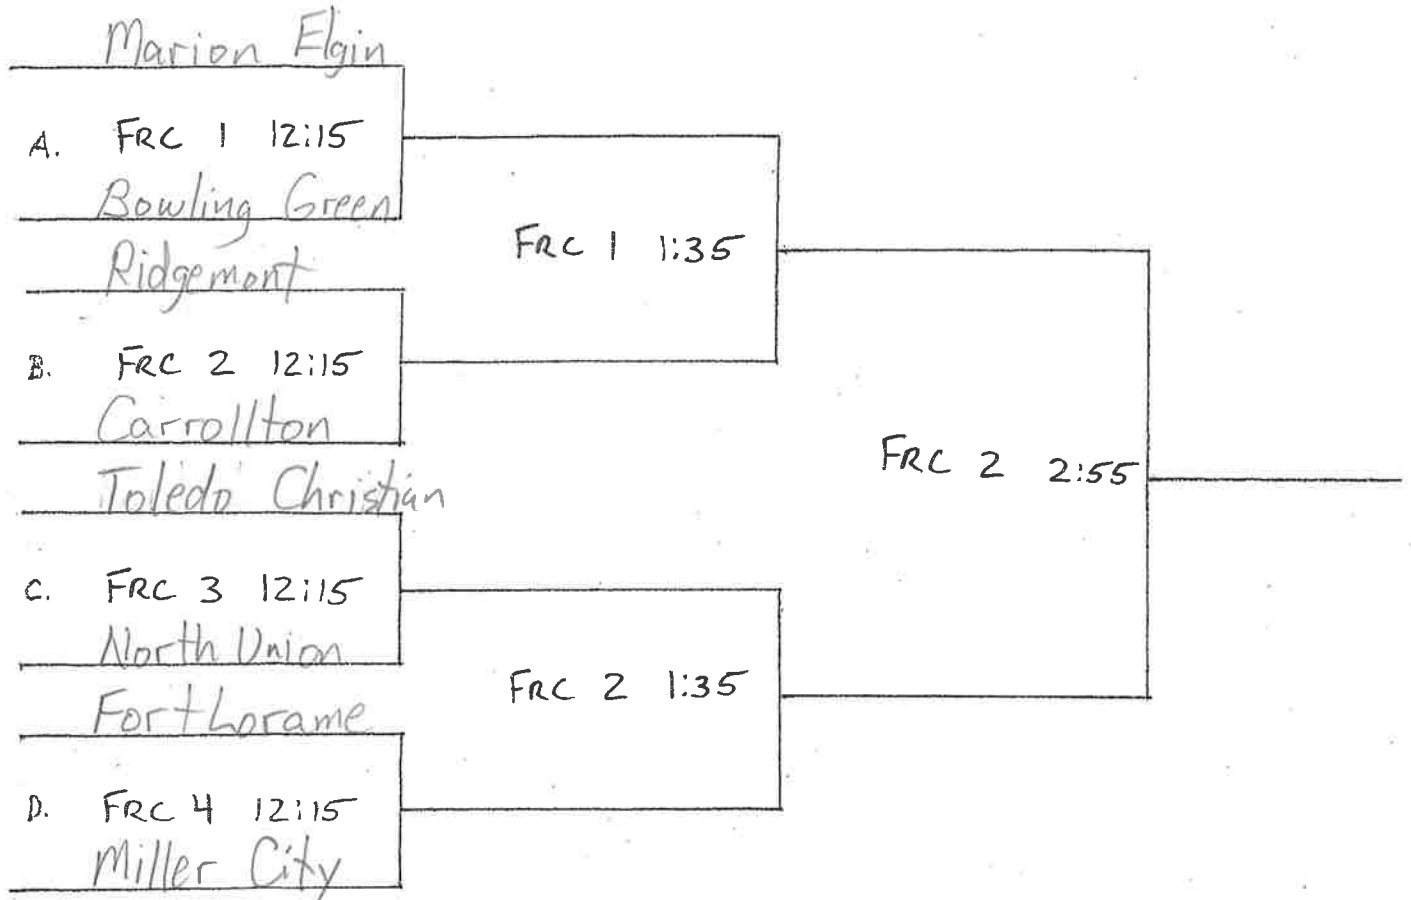 Marion Elgin
A. FRC 1 12:15
Bowling Green
Ridgemont
FRC 1 1:35
B. FRC 2 12:15
Carrollton
FRC 2 2:55
Toledo Christian
C. FRC 3 12:15
North Union
FRC 2 1:35
Fort Lorame
D. FRC 4 12:15
Miller City